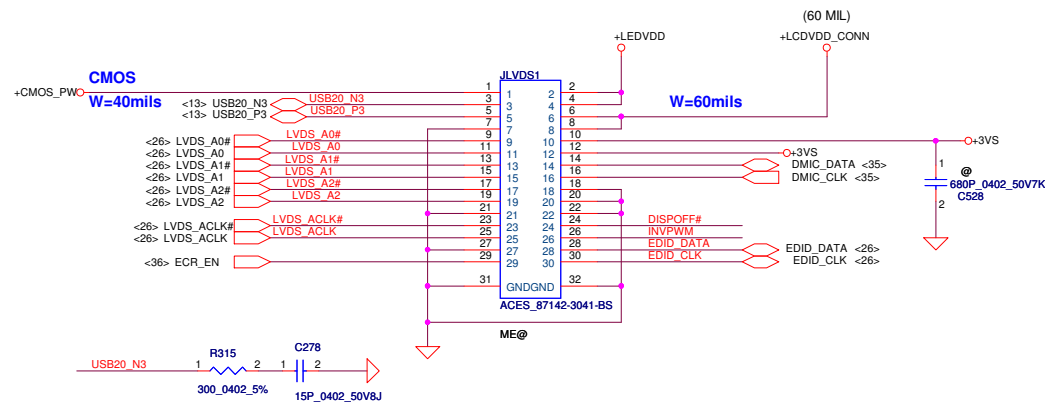 (60 MIL)
+LEDVDD
+LCDVDD_CONN
CMOS
JLVDS1
+CMOS_PW
W=40mils
W=60mils
1 1 2 2
<13> USB20_N3 USB20_N3 3 3 4 4
<13> USB20_P3 USB20_P3 5 5 6 6
7 7 8 8
<26> LVDS_A0# LVDS_A0# 9 9 10 10 +3VS
<26> LVDS_A0 LVDS_A0 11 11 12 12 +3VS
<26> LVDS_A1# LVDS_A1# 13 13 14 14 DMIC_DATA <35>
<26> LVDS_A1 LVDS_A1 15 15 16 16 DMIC_CLK <35>
<26> LVDS_A2# LVDS_A2# 17 17 18 18
<26> LVDS_A2 LVDS_A2 19 19 20 20
21 21 22 22
<26> LVDS_ACLK# LVDS_ACLK# 23 23 24 24 DISPOFF#
<26> LVDS_ACLK LVDS_ACLK 25 25 26 26 INVPWM
27 27 28 28 EDID_DATA EDID_DATA <26>
<36> ECR_EN 29 29 30 30 EDID_CLK EDID_CLK <26>
31 GND GND 32
ACES_87142-3041-BS
ME@
1
@
680P_0402_50V7K
C528
2
USB20_N3 1 R315 2 1 C278 2
300_0402_5%
15P_0402_50V8J